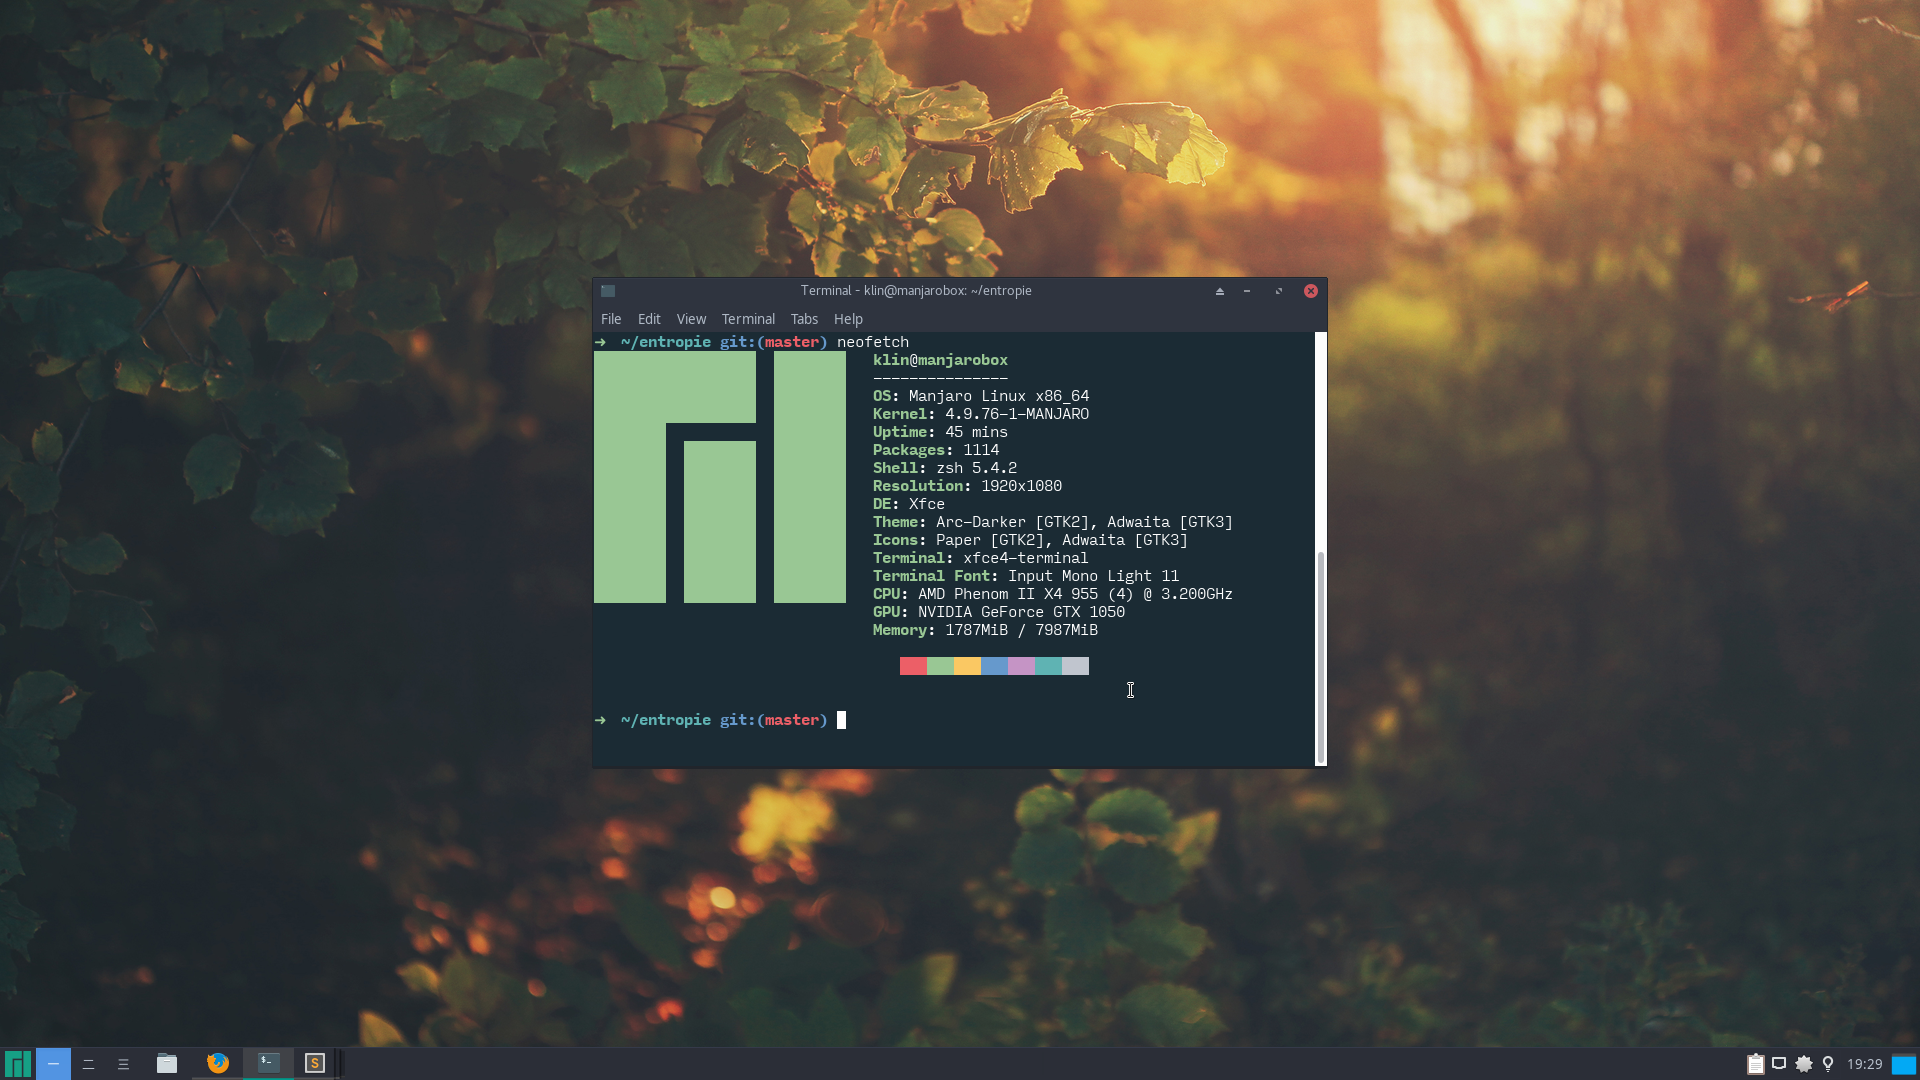 Terminal - klin@manjarobox: ~/entropie
File Edit View Terminal Tabs Help
➜ ~/entropie git:(master) neofetch
klin@manjarobox
---------------
OS: Manjaro Linux x86_64
Kernel: 4.9.76-1-MANJARO
Uptime: 45 mins
Packages: 1114
Shell: zsh 5.4.2
Resolution: 1920x1080
DE: Xfce
Theme: Arc-Darker [GTK2], Adwaita [GTK3]
Icons: Paper [GTK2], Adwaita [GTK3]
Terminal: xfce4-terminal
Terminal Font: Input Mono Light 11
CPU: AMD Phenom II X4 955 (4) @ 3.200GHz
GPU: NVIDIA GeForce GTX 1050
Memory: 1787MiB / 7987MiB
➜ ~/entropie git:(master)
$- S 19:29